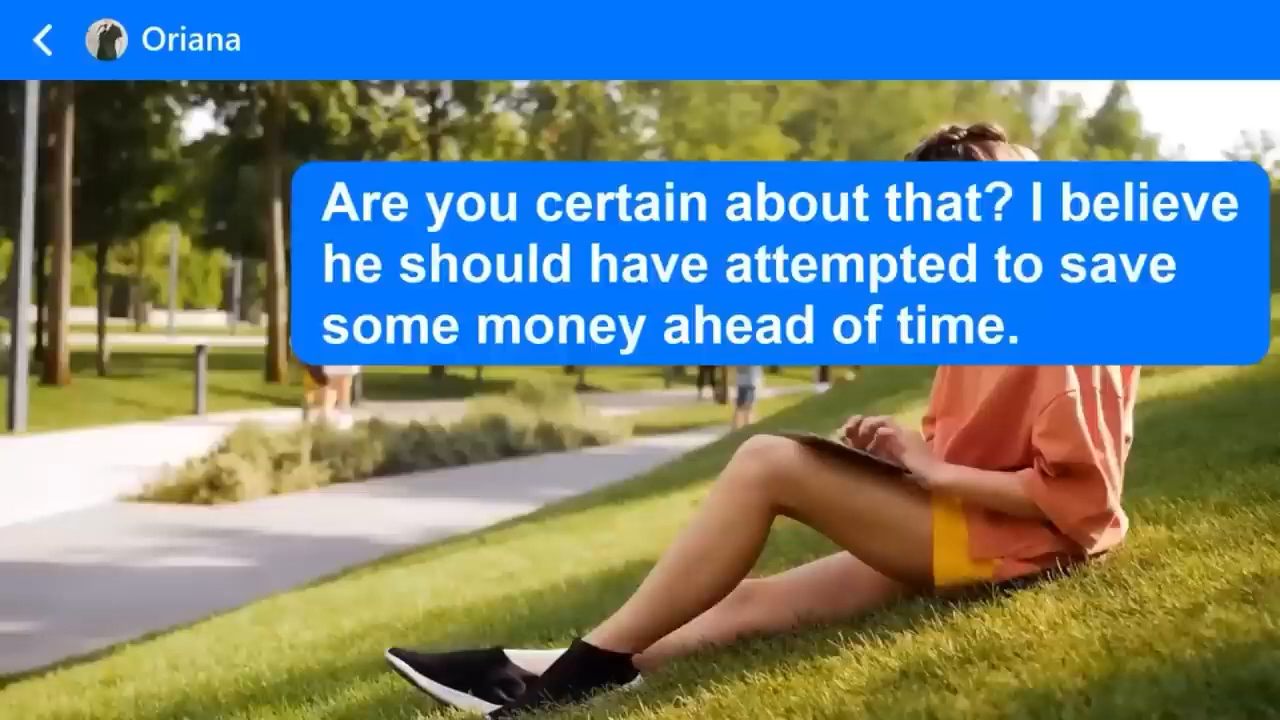 Oriana
Are you certain about that? I believe
he should have attempted to save
some money ahead of time.